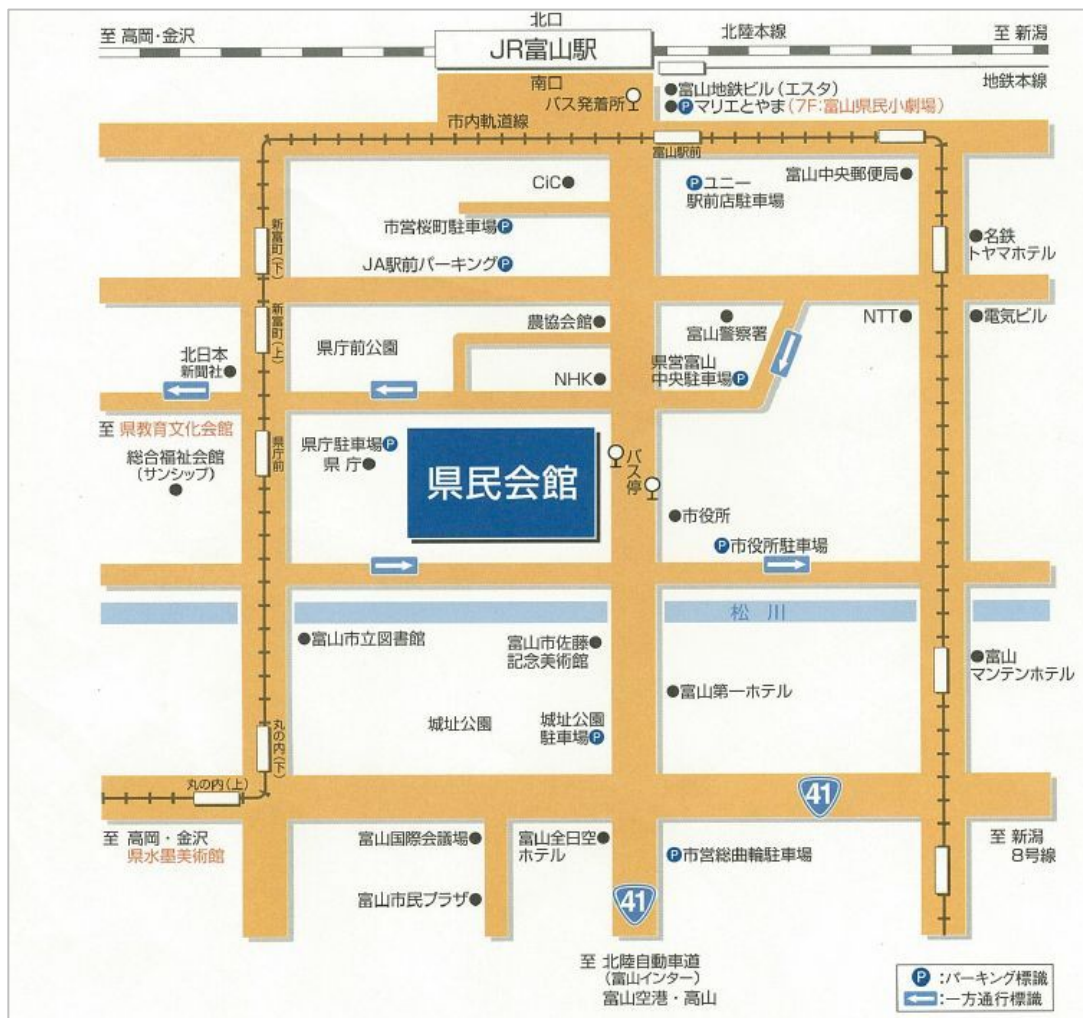 北口
至 高岡・金沢
北陸本線
至 新潟
JR富山駅
地鉄本線
南口
バス発着所
富山地鉄ビル(エスタ)
P マリエとやま(7F:富山県民小劇場)
市内軌道線
富山駅前
CiC
P ユニー
駅前店駐車場
富山中央郵便局
市営桜町駐車場 P
新富町(下)
名鉄
トヤマホテル
JA駅前パーキング P
新富町(上)
農協会館
富山警察署
NTT
電気ビル
県庁前公園
北日本
新聞社
NHK
県営富山
中央駐車場 P
至 県教育文化会館
県庁前
県庁駐車場 P
県庁
県民会館
バス停
総合福祉会館
(サンシップ)
市役所
P 市役所駐車場
松川
富山市立図書館
富山市佐藤
記念美術館
富山
マンテンホテル
富山第一ホテル
城址公園
城址公園
駐車場 P
丸の内(下)
丸の内(上)
41
至 高岡・金沢
県水墨美術館
富山国際会議場
富山全日空
ホテル
P 市営総曲輪駐車場
至 新潟
8号線
富山市民プラザ
41
至 北陸自動車道
(富山インター)
富山空港・高山
P :パーキング標識
:一方通行標識